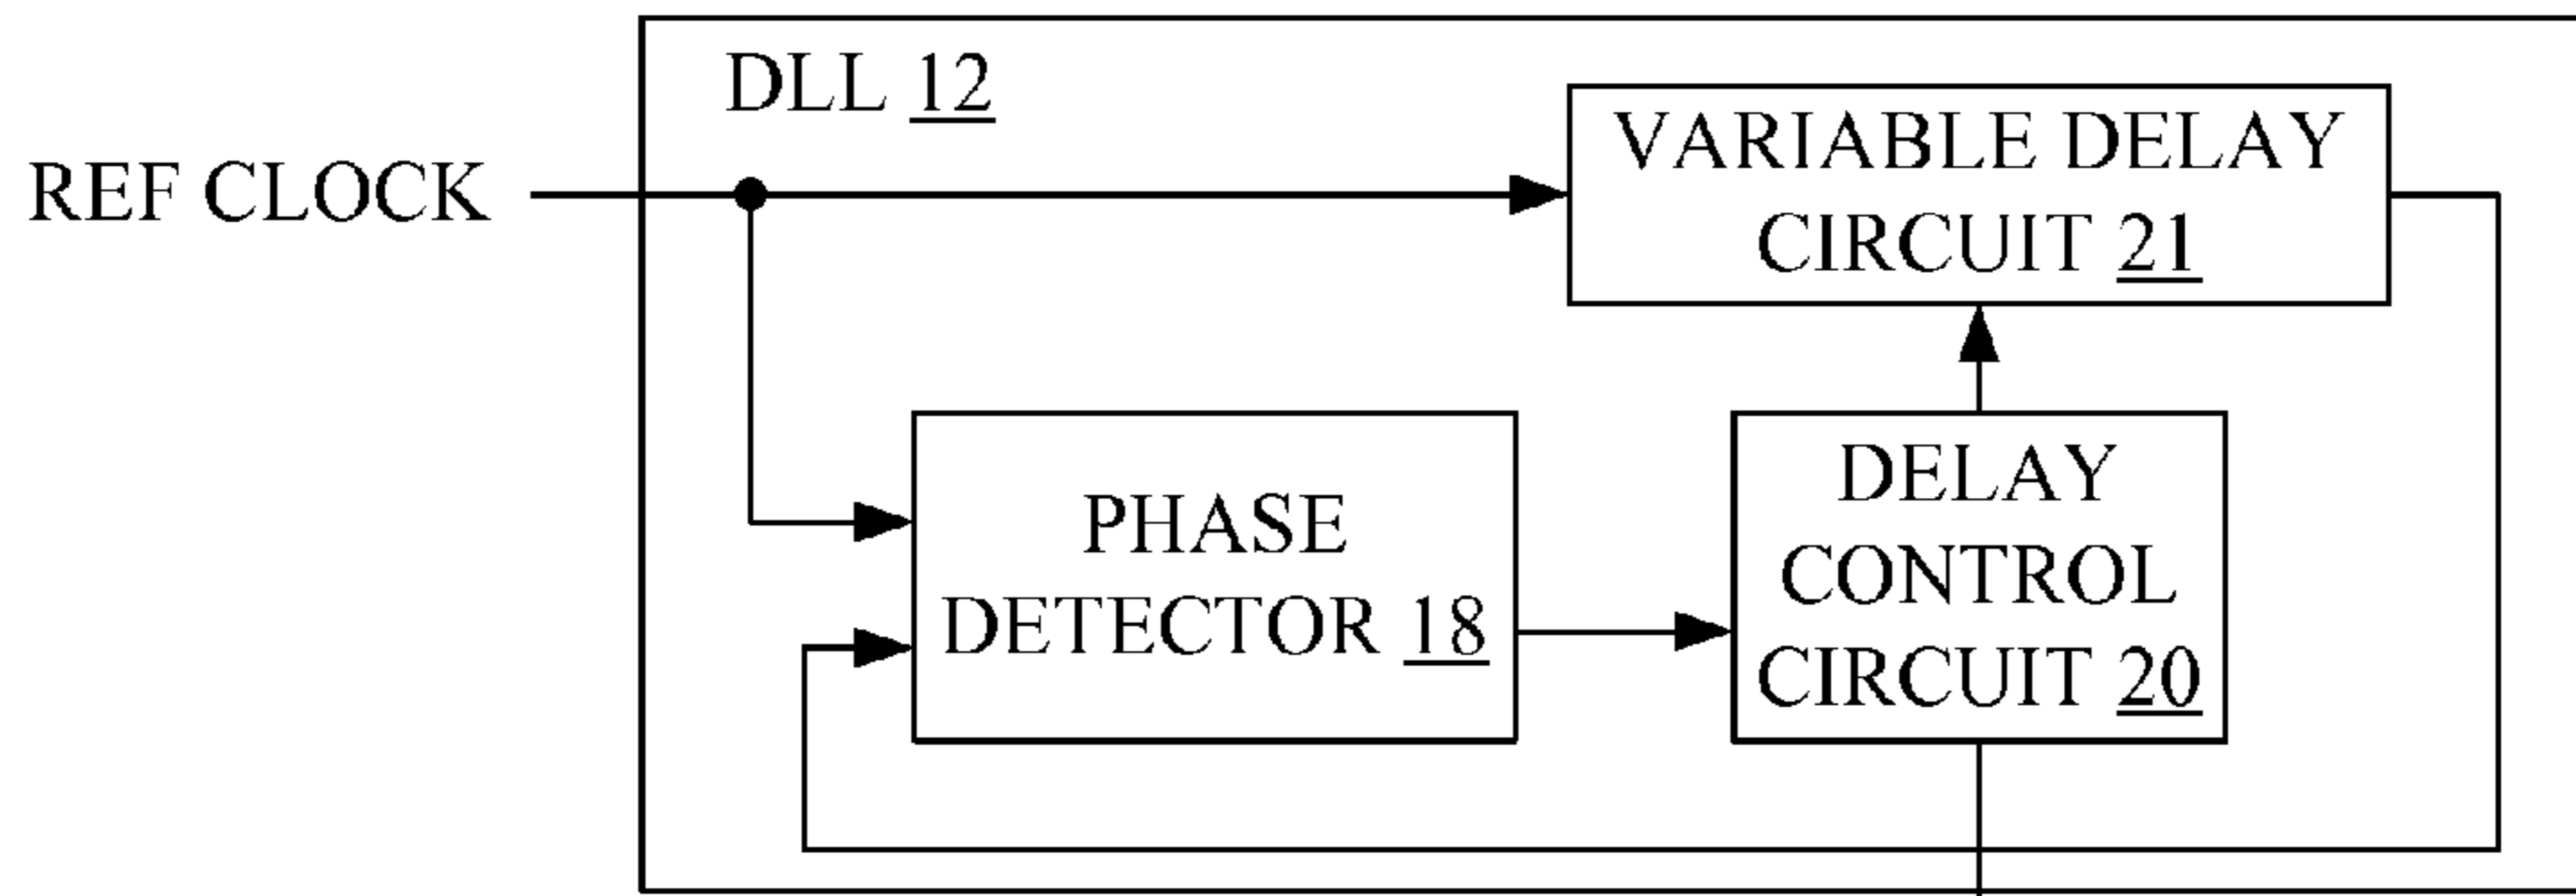 DLL 12
REF CLOCK
VARIABLE DELAY
CIRCUIT 21
PHASE
DETECTOR 18
DELAY
CONTROL
CIRCUIT 20